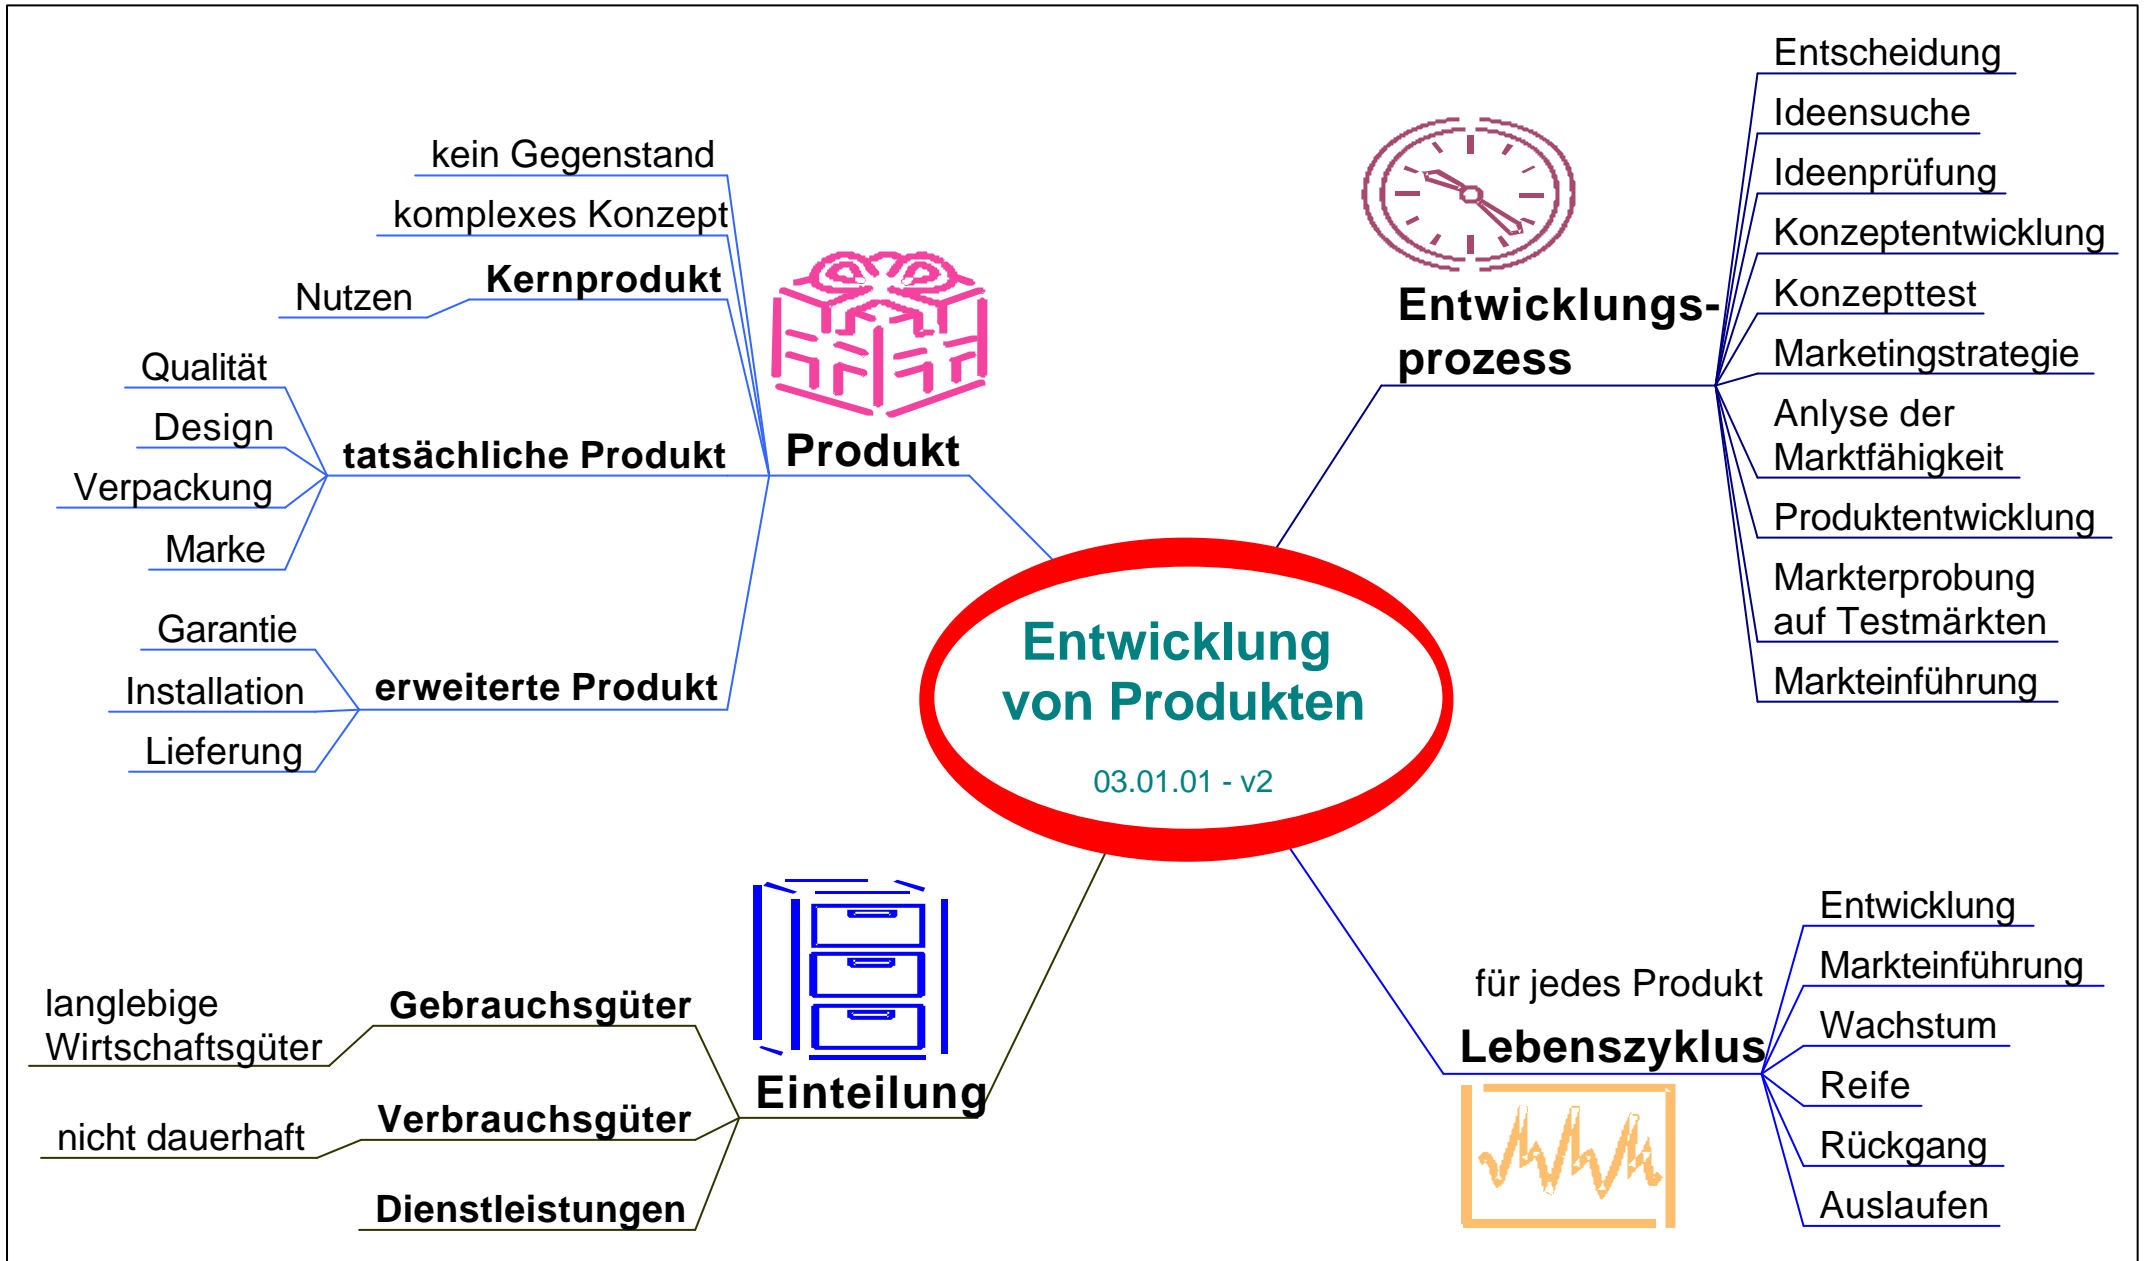 Entwicklung
von Produkten
03.01.01 - v2
Produkt
kein Gegenstand
komplexes Konzept
Kernprodukt
Nutzen
tatsächliche Produkt
Qualität
Design
Verpackung
Marke
erweiterte Produkt
Garantie
Installation
Lieferung
Entwicklungs-
prozess
Entscheidung
Ideensuche
Ideenprüfung
Konzeptentwicklung
Konzepttest
Marketingstrategie
Anlyse der
Marktfähigkeit
Produktentwicklung
Markterprobung
auf Testmärkten
Markteinführung
Einteilung
Gebrauchsgüter
langlebige
Wirtschaftsgüter
Verbrauchsgüter
nicht dauerhaft
Dienstleistungen
für jedes Produkt
Lebenszyklus
Entwicklung
Markteinführung
Wachstum
Reife
Rückgang
Auslaufen